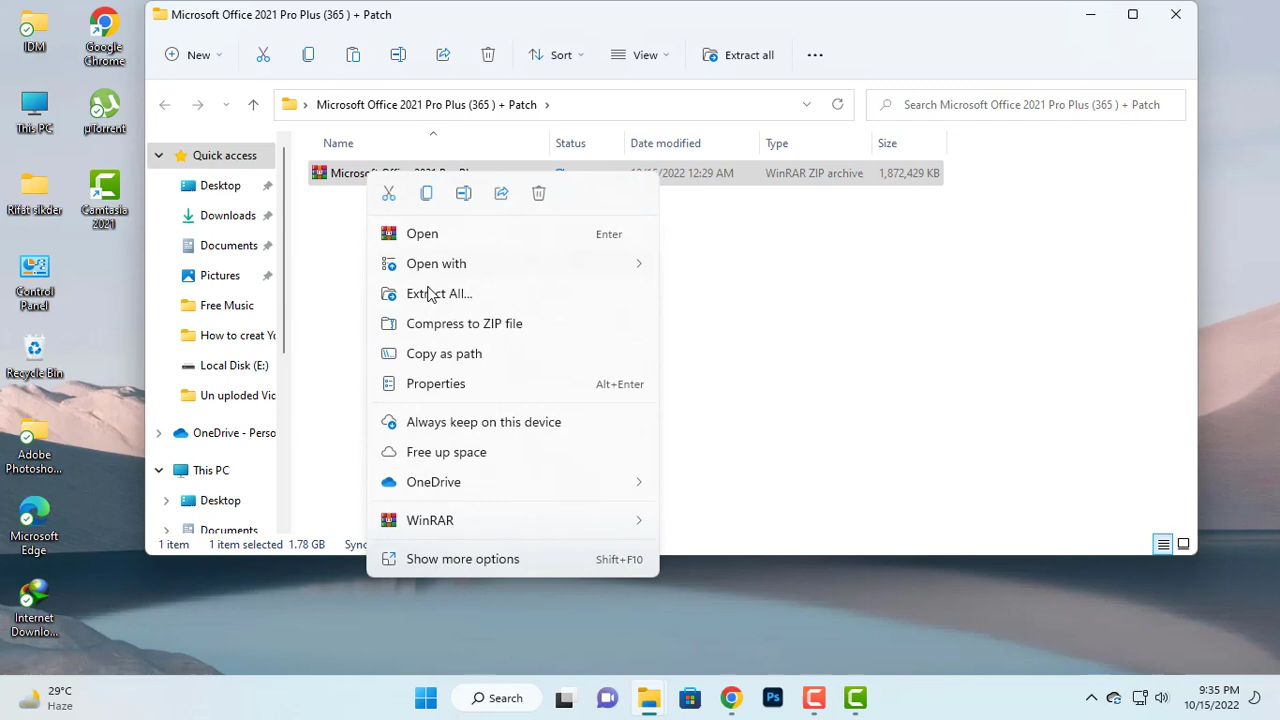 Microsoft Office 2021 Pro Plus (365 ) + Patch
New
Sort
View
Extract all
Microsoft Office 2021 Pro Plus (365 ) + Patch
Search Microsoft Office 2021 Pro Plus (365 ) + Patch
Name
Status
Date modified
Type
Size
12:29 AM
WinRAR ZIP archive
1,872,429 KB
Quick access
Desktop
Downloads
Documents
Pictures
Free Music
How to creat Yo
Local Disk (E:)
Un uploded Vid
OneDrive - Perso
This PC
Desktop
Documents
Open
Enter
Open with
Extract All...
Compress to ZIP file
Copy as path
Properties
Alt+Enter
Always keep on this device
Free up space
OneDrive
WinRAR
Show more options
Shift+F10
1 item
1 item selected
1.78 GB
IDM
Google
Chrome
This PC
µTorrent
Rifat sikder
Camtasia
2021
Control
Panel
Recycle Bin
Adobe
Photosho...
Microsoft
Edge
Internet
Downlo...
29°C
Haze
Search
9:35 PM
10/15/2022